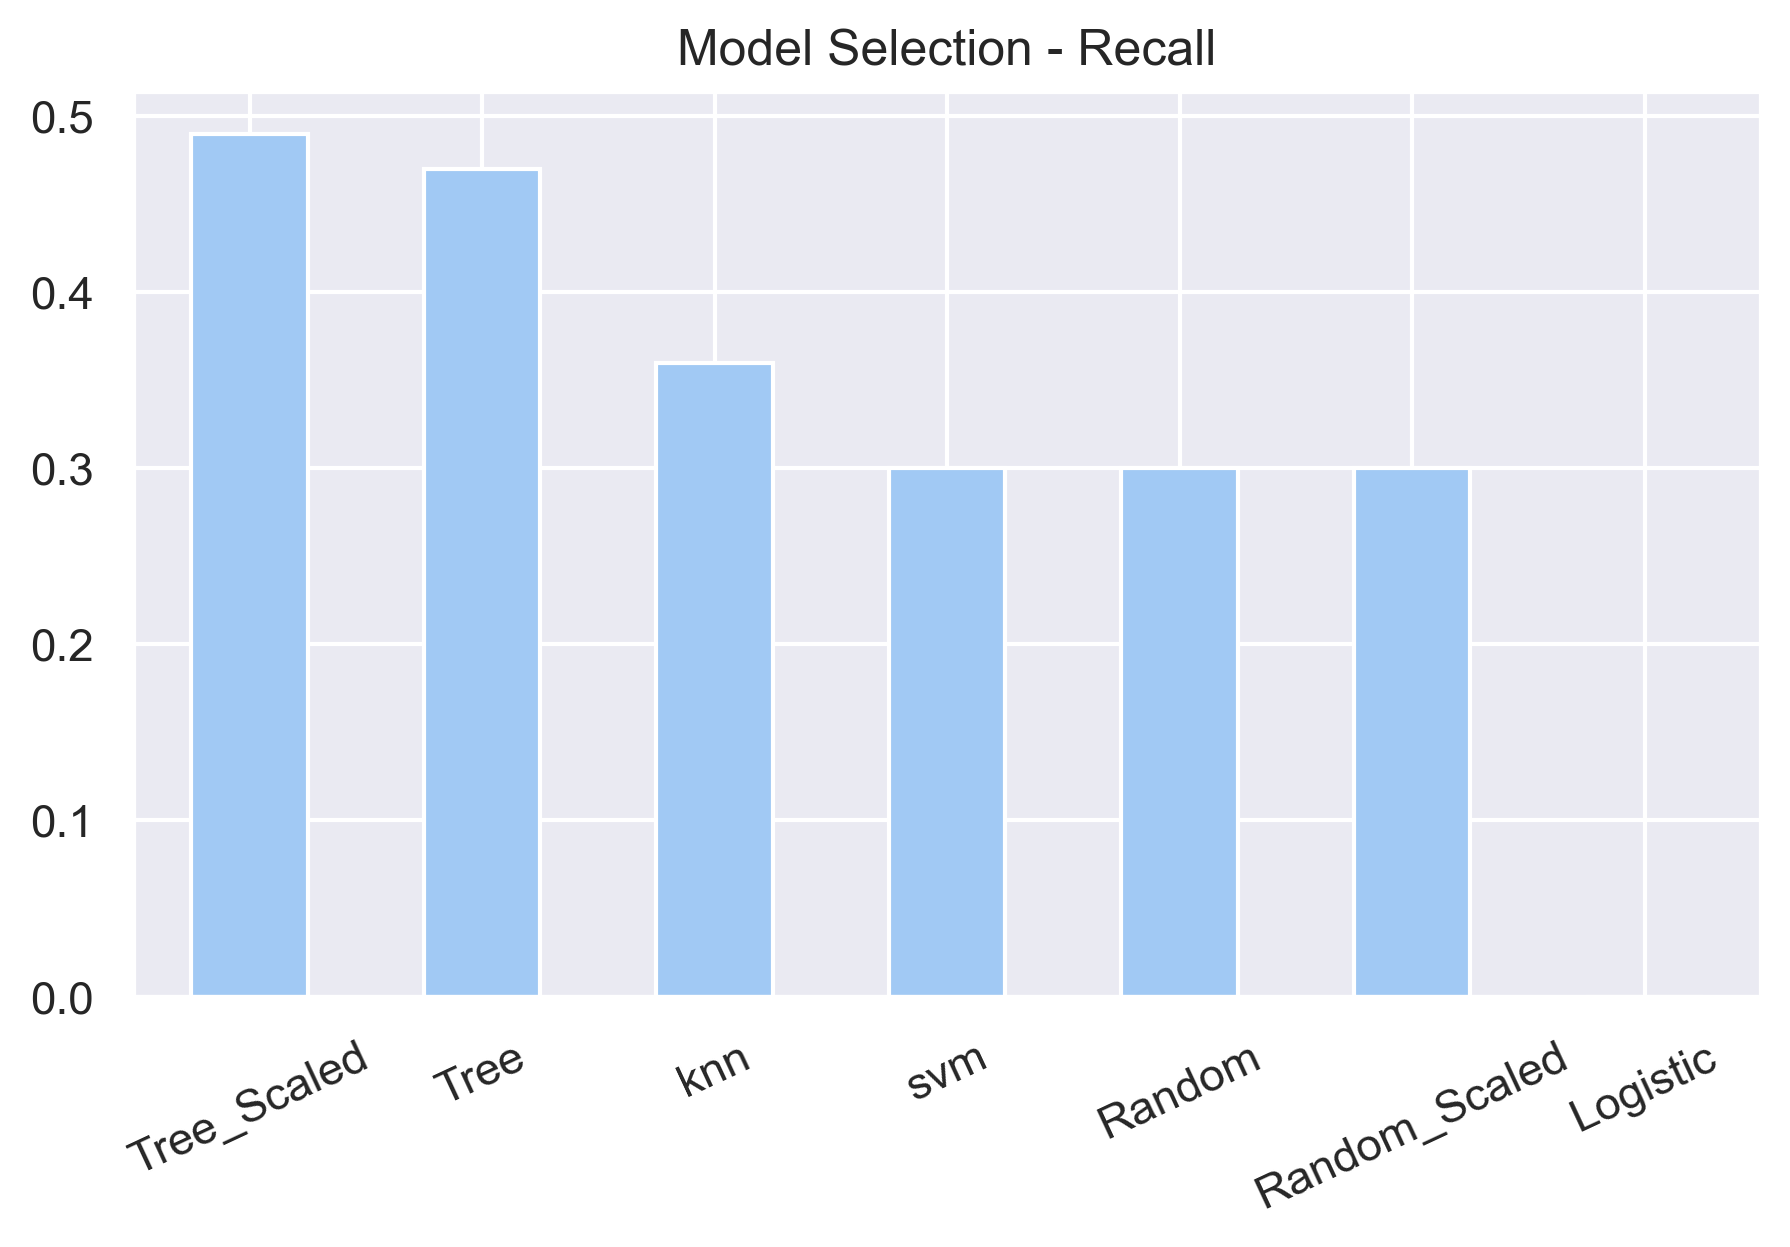 Model Selection - Recall
0.5
0.4
0.3
0.2
0.1
0.0
Tree_Scaled
Tree
knn
svm
Random
Random_Scaled
Logistic